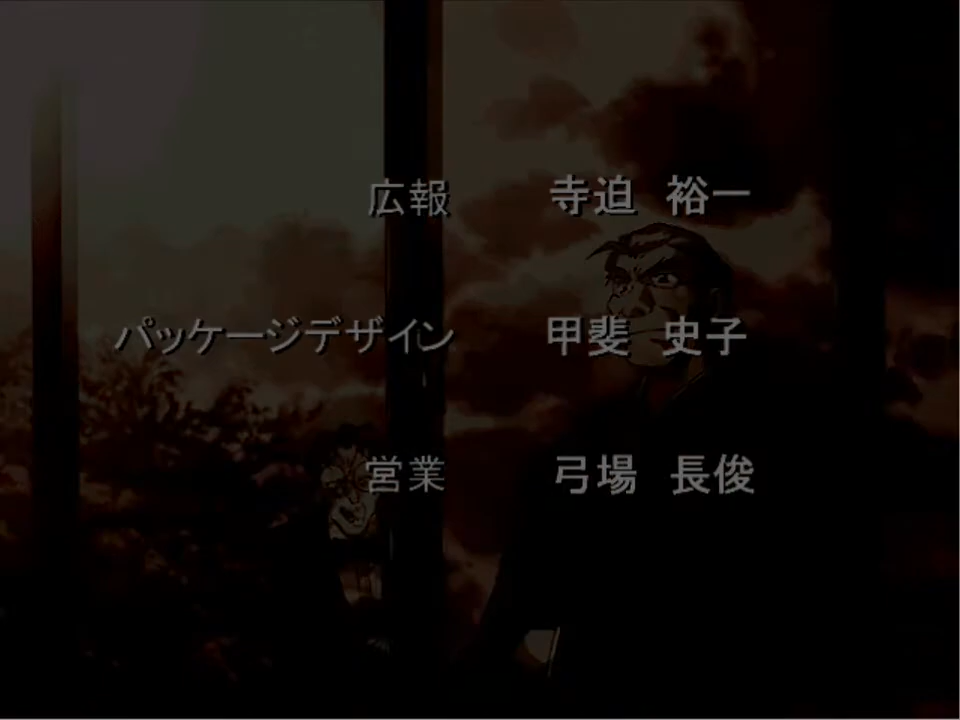 広報 寺迫 裕一
パッケージデザイン 甲斐 史子
営業 弓場 長俊